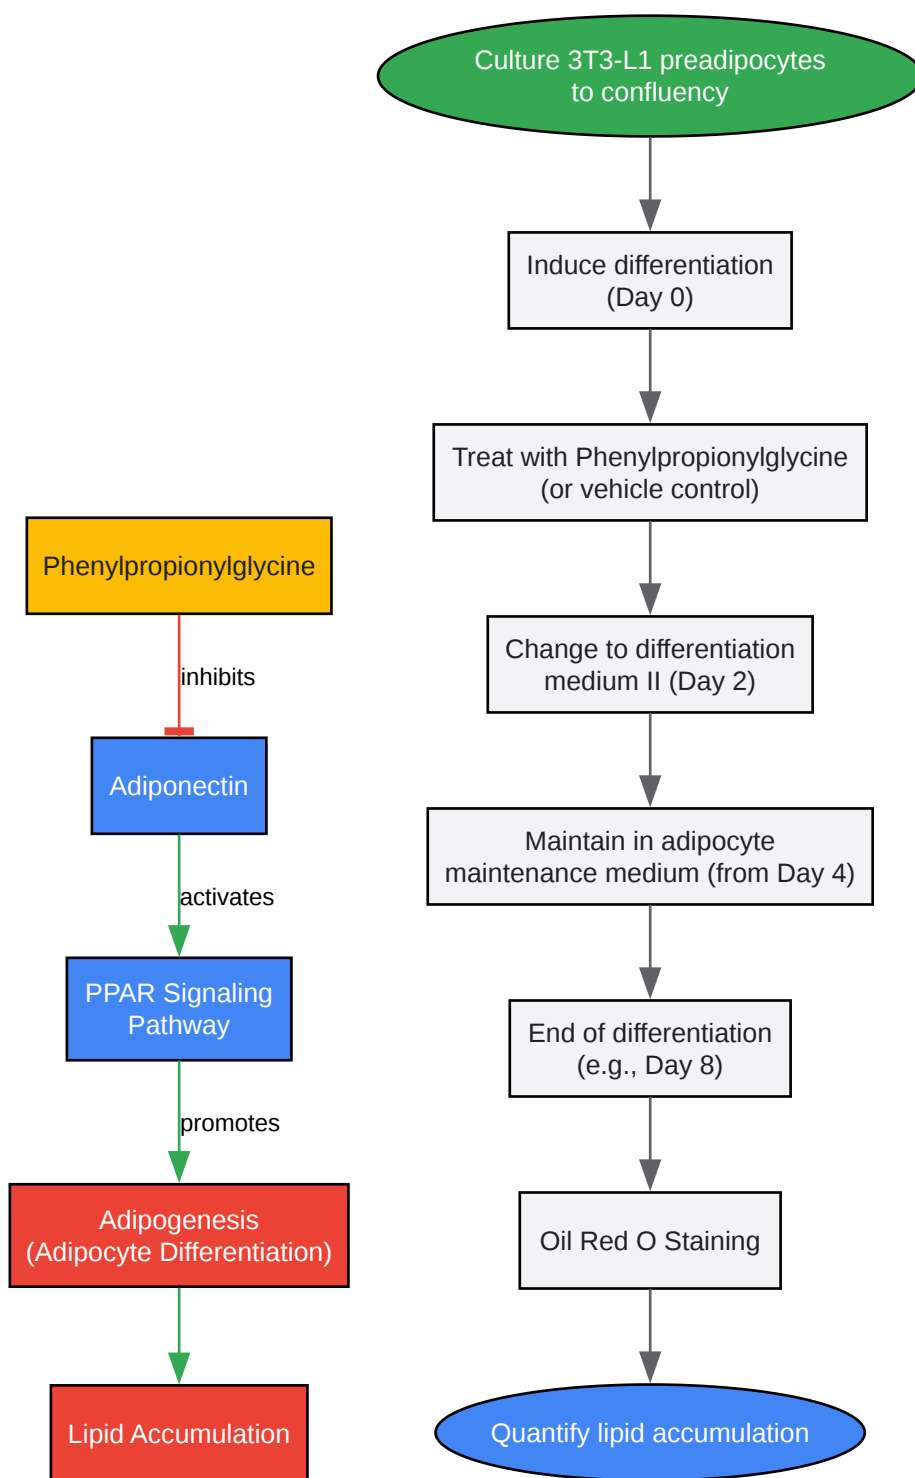 Culture 3T3-L1 preadipocytes
to confluency
Induce differentiation
(Day 0)
Treat with Phenylpropionylglycine
(or vehicle control)
Change to differentiation
medium II (Day 2)
Maintain in adipocyte
maintenance medium (from Day 4)
End of differentiation
(e.g., Day 8)
Oil Red O Staining
Quantify lipid accumulation
Phenylpropionylglycine
inhibits
Adiponectin
activates
PPAR Signaling
Pathway
promotes
Adipogenesis
(Adipocyte Differentiation)
Lipid Accumulation